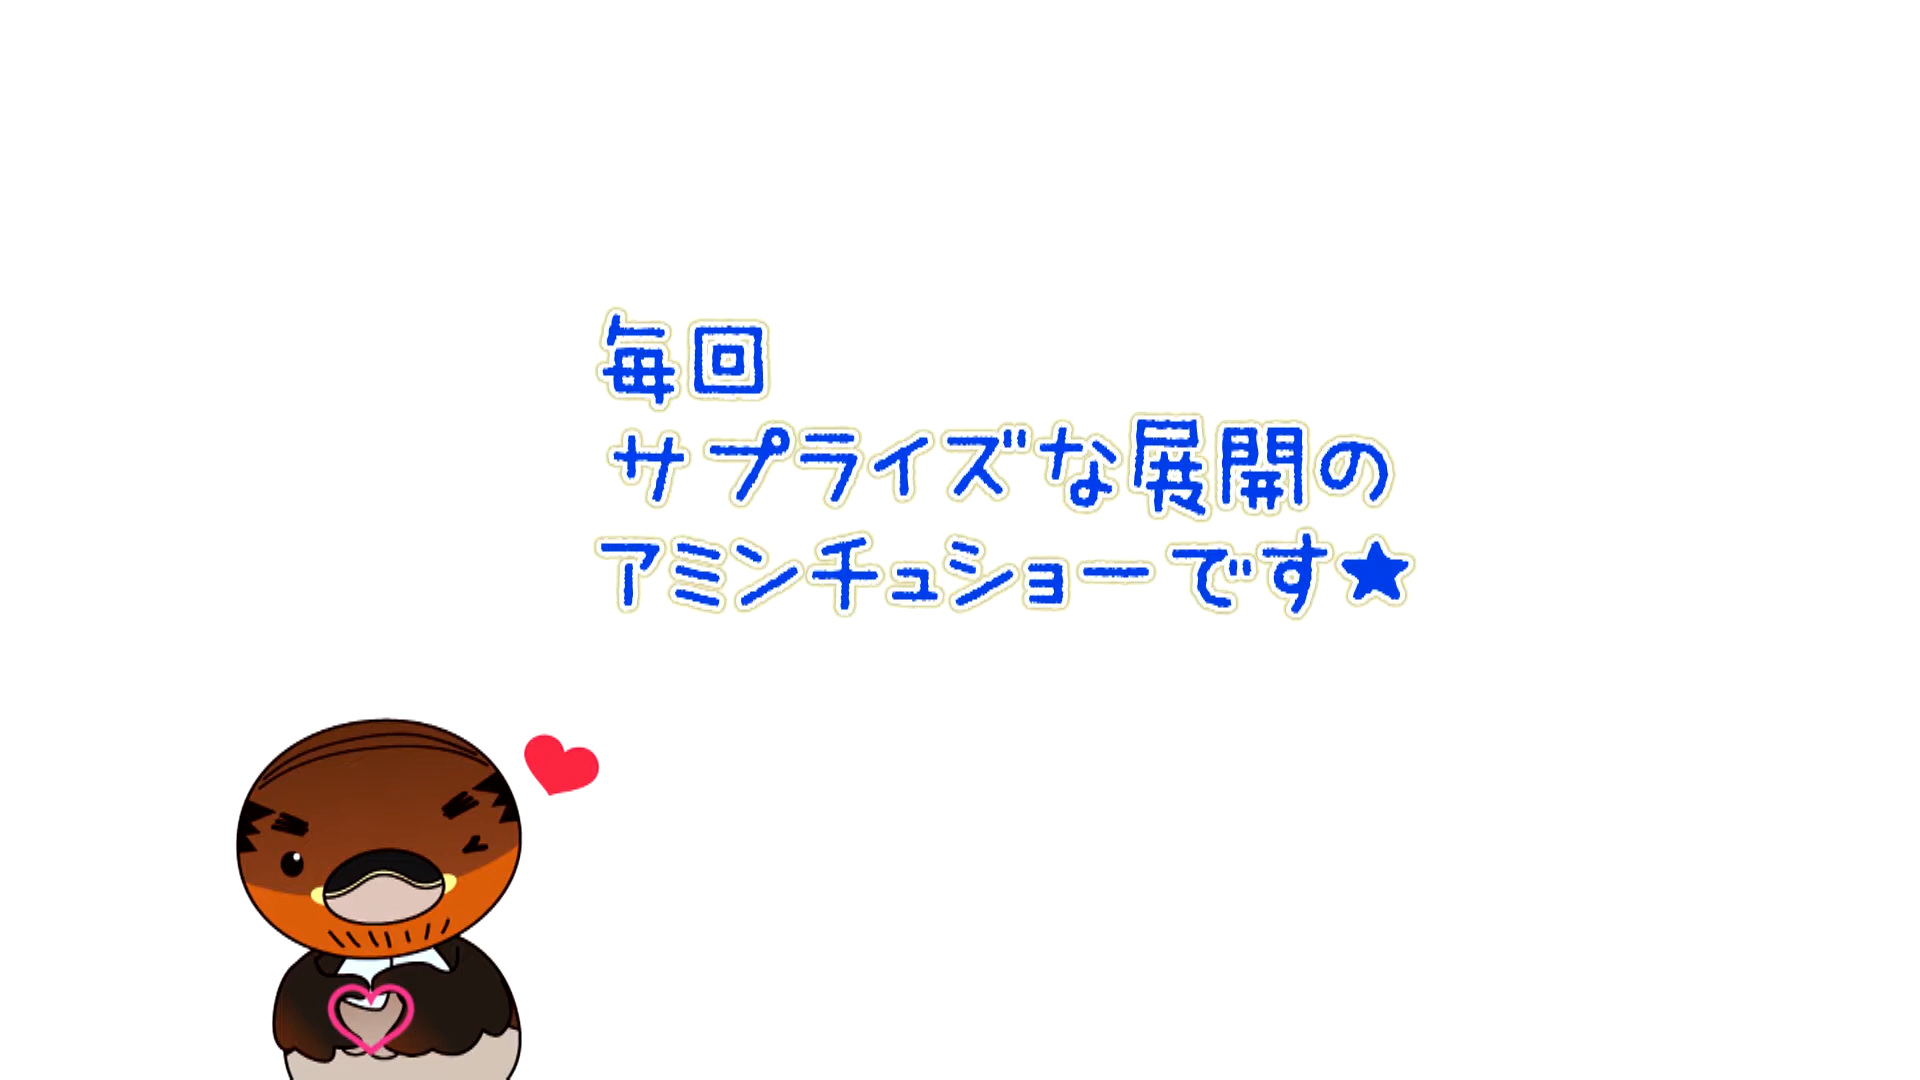 毎回
サプライズな展開の
アミンチュショーです★